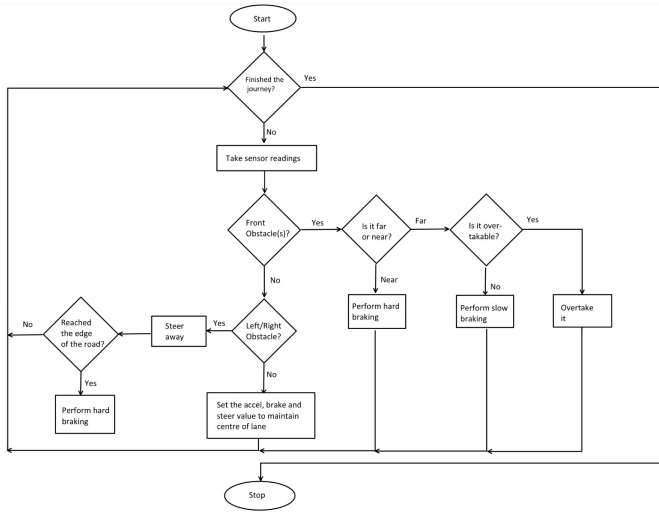 Start
Finished the
journey?
Yes
No
Take sensor readings
Front
Obstacle(s)?
Yes
Is it far
or near?
Far
Is it over-
takable?
Yes
No
Near
No
Perform hard
braking
Perform slow
braking
Overtake
it
Left/Right
Obstacle?
Yes
Steer
away
Reached
the edge
of the road?
No
Yes
No
Perform hard
braking
Set the accel, brake and
steer value to maintain
centre of lane
Stop